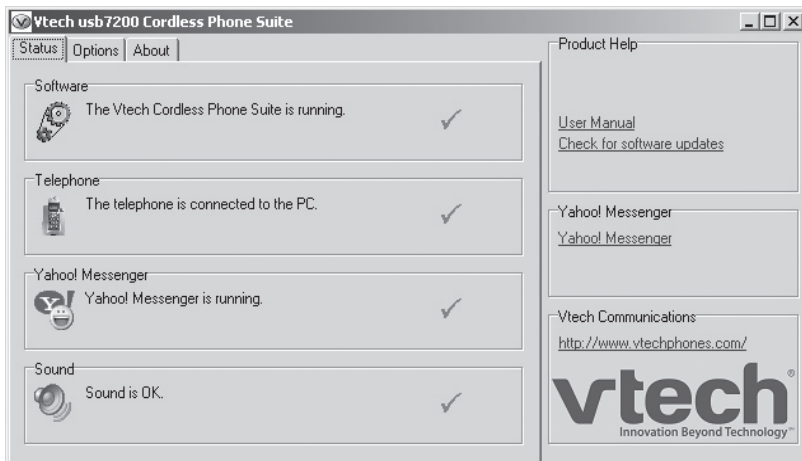 Vtech usb7200 Cordless Phone Suite
Status
Options
About
Software
The Vtech Cordless Phone Suite is running.
Telephone
The telephone is connected to the PC.
Yahoo! Messenger
Yahoo! Messenger is running.
Sound
Sound is OK.
Product Help
User Manual
Check for software updates
Yahoo! Messenger
Yahoo! Messenger
Vtech Communications
http://www.vtechphones.com/
vtech®
Innovation Beyond Technology™